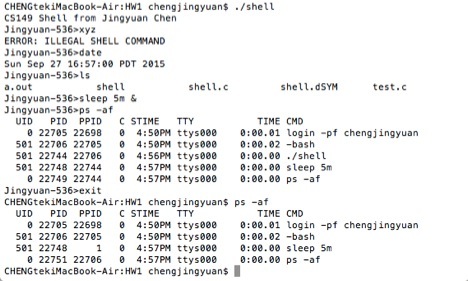 CHENGtekiMacBook-Air:HW1 chengjingyuan$ ./shell
CS149 Shell from Jingyuan Chen
Jingyuan-536>xyz
ERROR: ILLEGAL SHELL COMMAND
Jingyuan-536>date
Sun Sep 27 16:57:00 PDT 2015
Jingyuan-536>ls
a.out shell shell.c shell.dSYM test.c
Jingyuan-536>sleep 5m &
Jingyuan-536>ps -af
UID PID PPID C STIME TTY TIME CMD
0 22705 22698 0 4:50PM ttys000 0:00.01 login -pf chengjingyuan
501 22706 22705 0 4:50PM ttys000 0:00.02 -bash
501 22744 22706 0 4:56PM ttys000 0:00.00 ./shell
501 22748 22744 0 4:57PM ttys000 0:00.00 sleep 5m
0 22749 22744 0 4:57PM ttys000 0:00.00 ps -af
Jingyuan-536>exit
CHENGtekiMacBook-Air:HW1 chengjingyuan$ ps -af
UID PID PPID C STIME TTY TIME CMD
0 22705 22698 0 4:50PM ttys000 0:00.01 login -pf chengjingyuan
501 22706 22705 0 4:50PM ttys000 0:00.02 -bash
501 22748 1 0 4:57PM ttys000 0:00.00 sleep 5m
0 22751 22706 0 4:57PM ttys000 0:00.00 ps -af
CHENGtekiMacBook-Air:HW1 chengjingyuan$